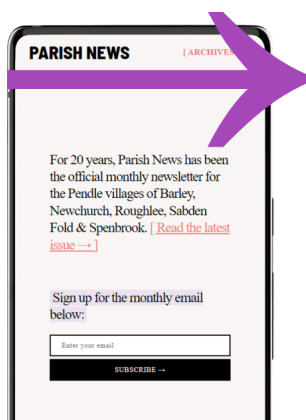 PARISH NEWS
[ ARCHIVES
For 20 years, Parish News has been
the official monthly newsletter for
the Pendle villages of Barley,
Newchurch, Roughlee, Sabden
Fold & Spenbrook. [ Read the latest
issue → ]
Sign up for the monthly email
below:
Enter your email
SUBSCRIBE →